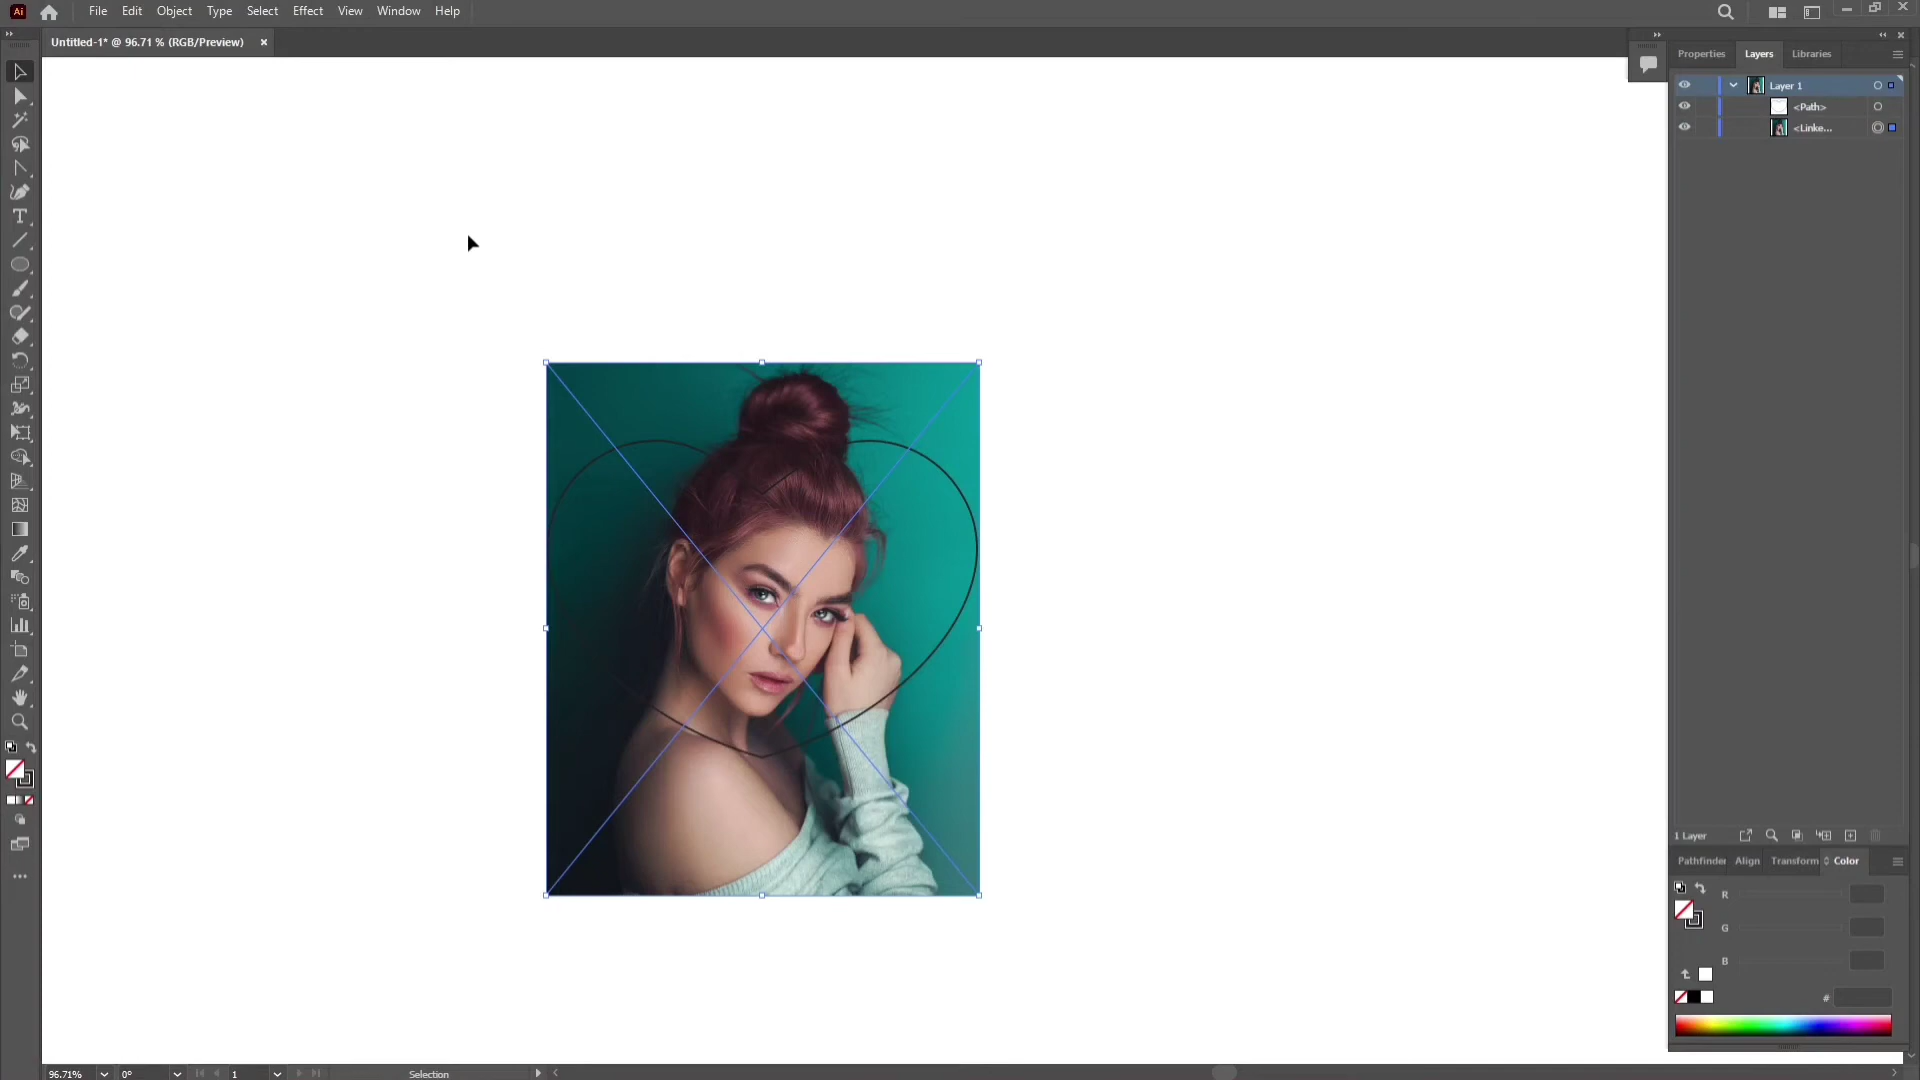 Ai File Edit Object Type Select Effect View Window Help
Untitled-1* @ 96.71 % (RGB/Preview) ×
Properties Layers Libraries
Layer 1
<Path>
<Linke...
1 Layer
Pathfinder Align Transform Color
R
G
B
#
96.71% 0° 1 Selection